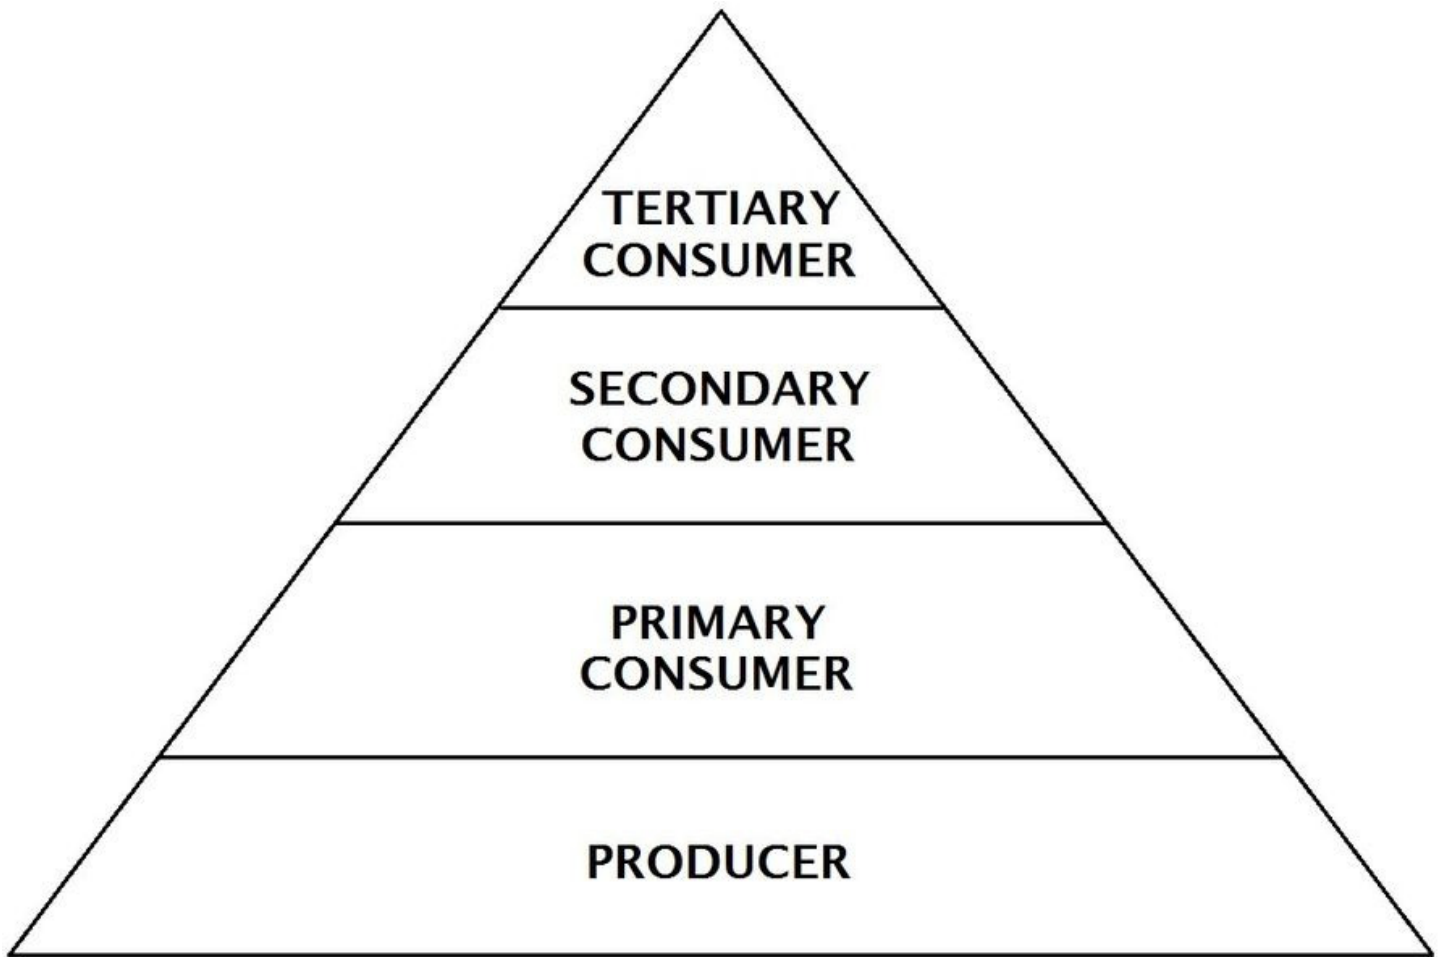 TERTIARY
CONSUMER
SECONDARY
CONSUMER
PRIMARY
CONSUMER
PRODUCER